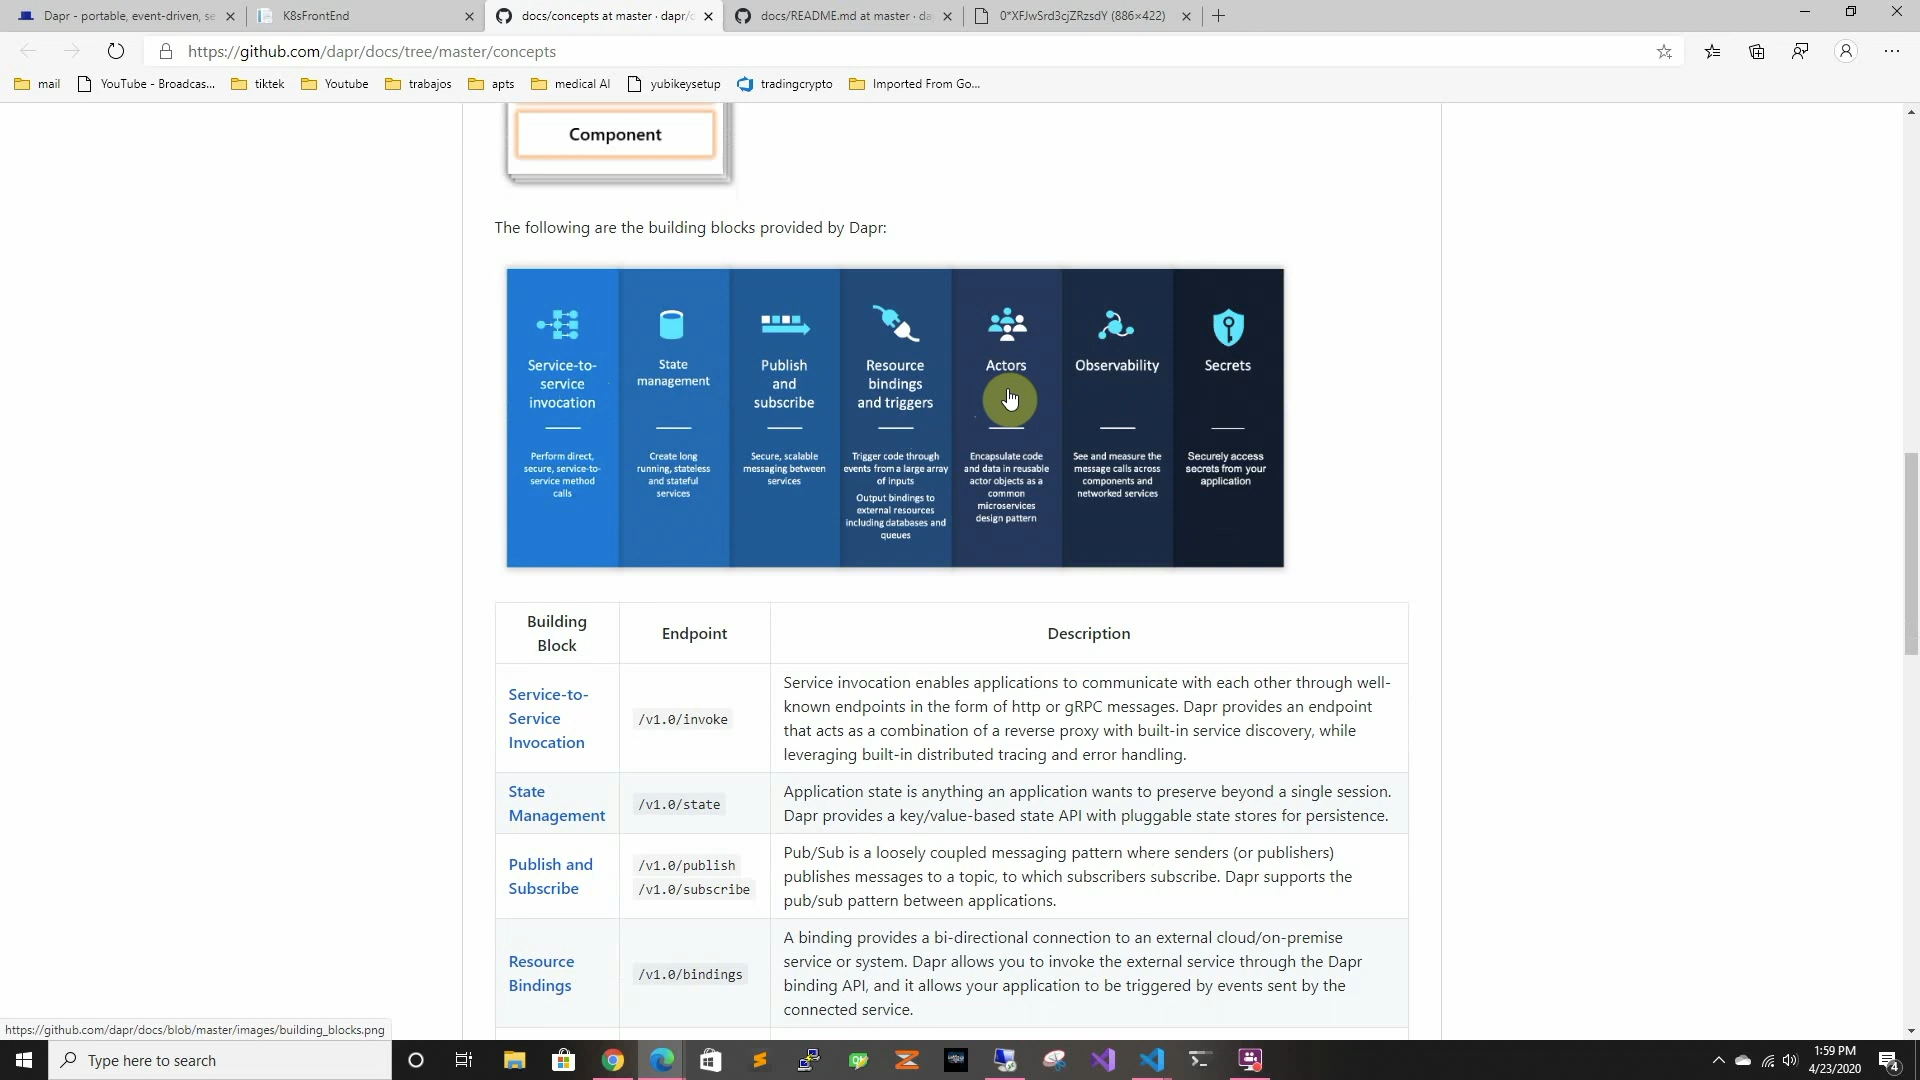 Dapr - portable, event-driven, se
K8sFrontEnd
docs/concepts at master · dapr/d
docs/README.md at master · da
0*XFJwSrd3cjZRzsdY (886×422)
https://github.com/dapr/docs/tree/master/concepts
mail
YouTube - Broadcas...
tiktek
Youtube
trabajos
apts
medical AI
yubikeysetup
tradingcrypto
Imported From Go...
Component
The following are the building blocks provided by Dapr:
Service-to-
service
invocation
Perform direct,
secure, service-to-
service method
calls
State
management
Create long
running, stateless
and stateful
services
Publish
and
subscribe
Secure, scalable
messaging between
services
Resource
bindings
and triggers
Trigger code through
events from a large array
of inputs
Output bindings to
external resources
including databases and
queues
Actors
Encapsulate code
and data in reusable
actor objects as a
common
microservices
design pattern
Observability
See and measure the
message calls across
components and
networked services
Secrets
Securely access
secrets from your
application
Building
Block
Endpoint
Description
Service-to-
Service
Invocation
/v1.0/invoke
Service invocation enables applications to communicate with each other through well-
known endpoints in the form of http or gRPC messages. Dapr provides an endpoint
that acts as a combination of a reverse proxy with built-in service discovery, while
leveraging built-in distributed tracing and error handling.
State
Management
/v1.0/state
Application state is anything an application wants to preserve beyond a single session.
Dapr provides a key/value-based state API with pluggable state stores for persistence.
Publish and
Subscribe
/v1.0/publish
/v1.0/subscribe
Pub/Sub is a loosely coupled messaging pattern where senders (or publishers)
publishes messages to a topic, to which subscribers subscribe. Dapr supports the
pub/sub pattern between applications.
Resource
Bindings
/v1.0/bindings
A binding provides a bi-directional connection to an external cloud/on-premise
service or system. Dapr allows you to invoke the external service through the Dapr
binding API, and it allows your application to be triggered by events sent by the
connected service.
https://github.com/dapr/docs/blob/master/images/building_blocks.png
Type here to search
1:59 PM
4/23/2020
4